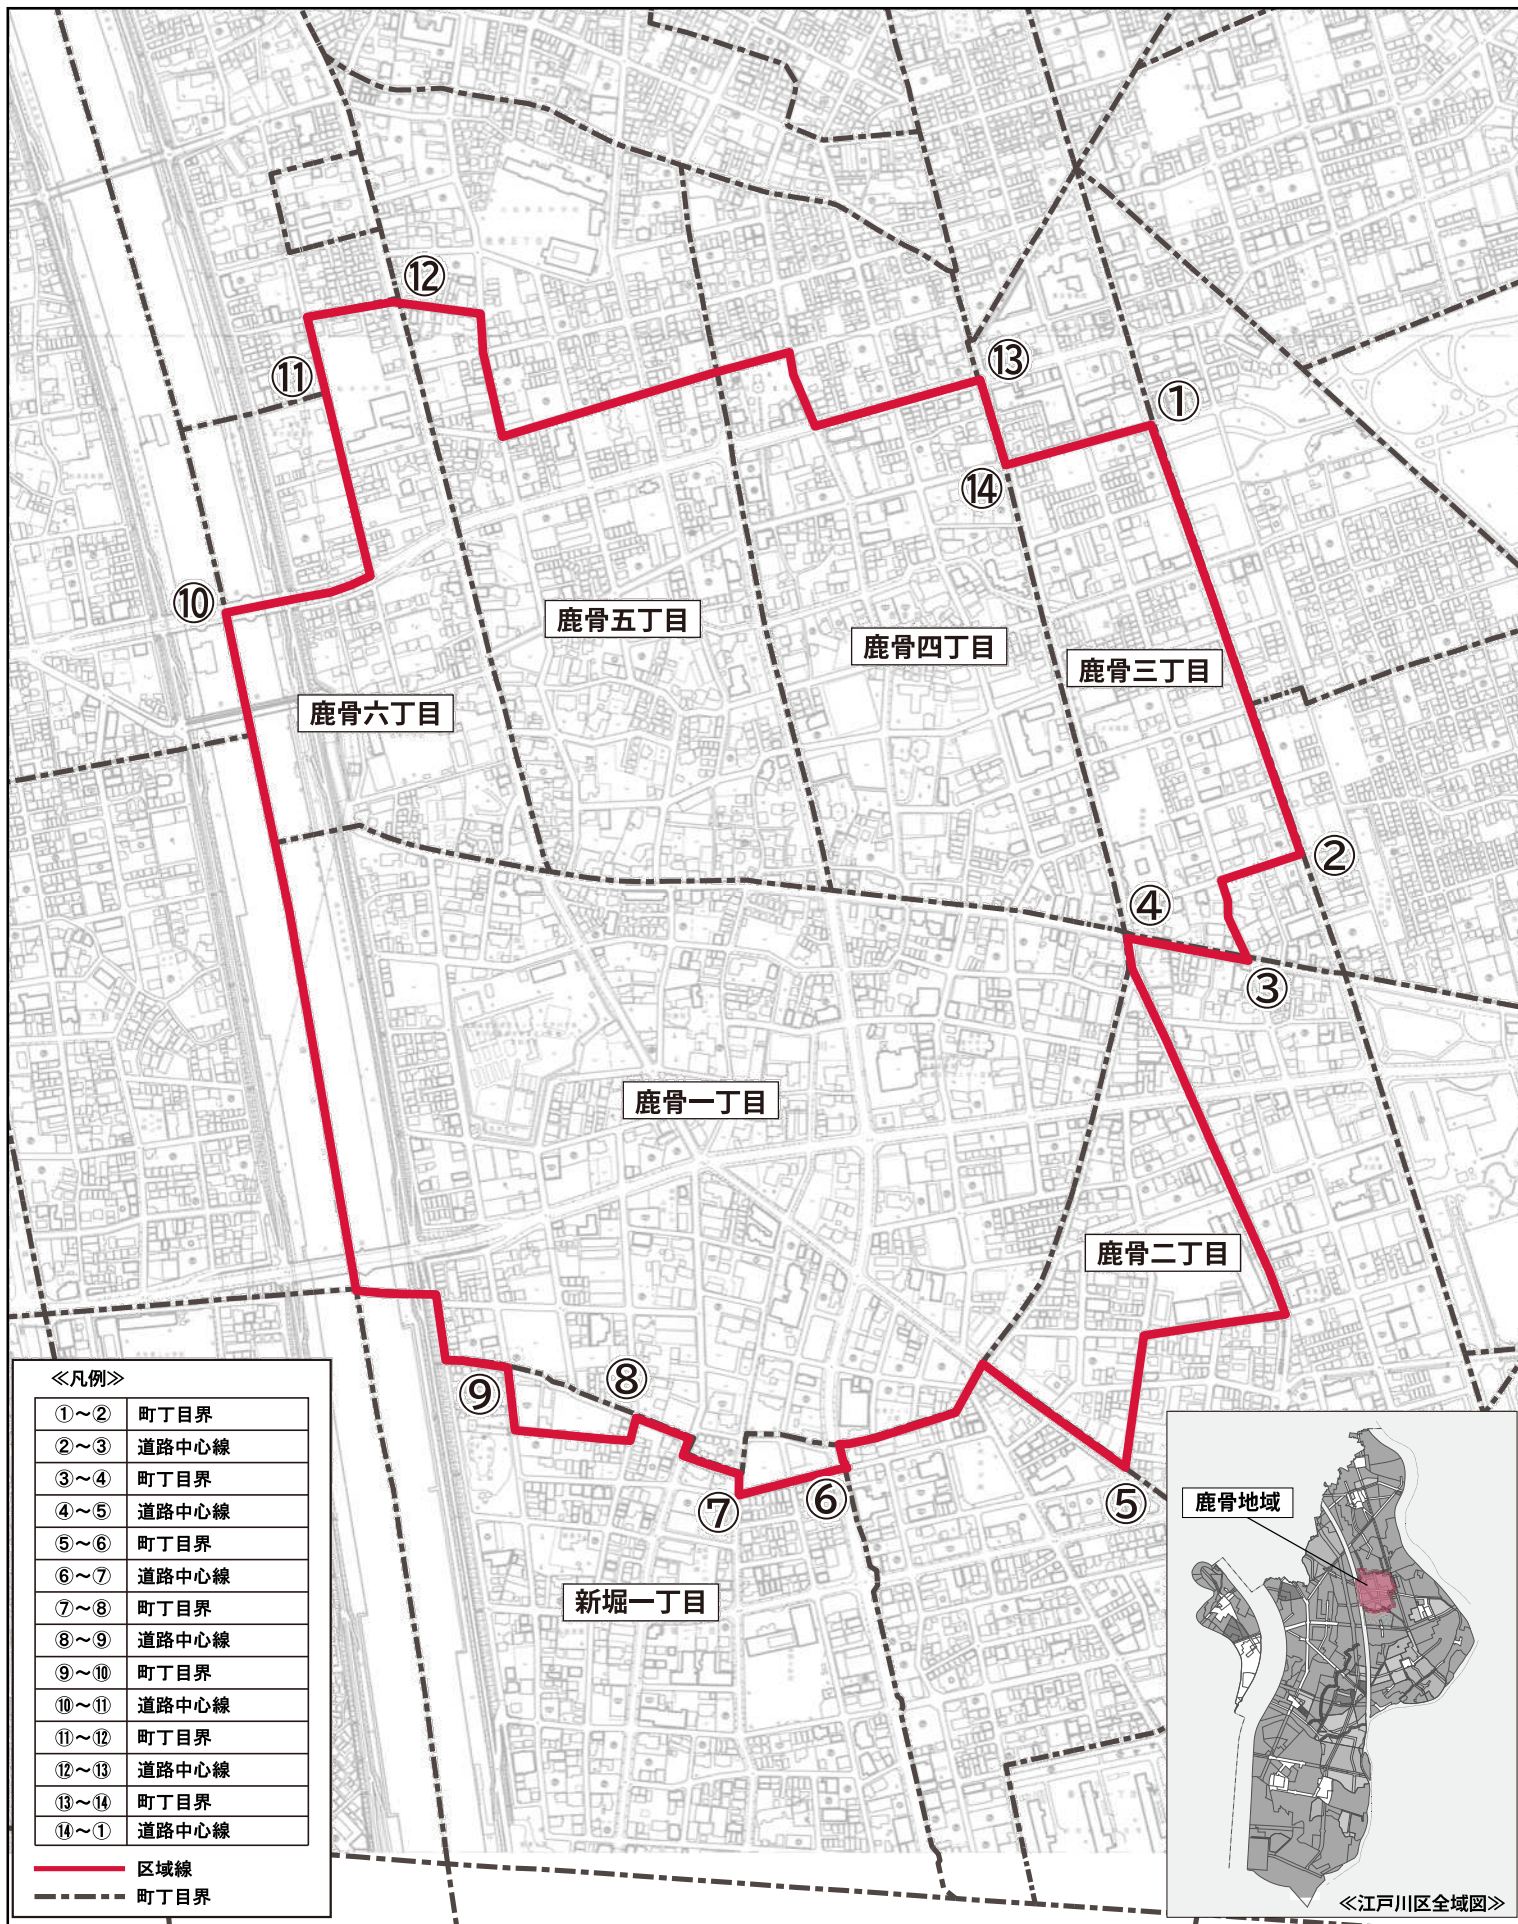 ⑫
⑬
①
⑪
⑭
⑩
鹿骨五丁目
鹿骨四丁目
鹿骨三丁目
鹿骨六丁目
②
④
③
鹿骨一丁目
鹿骨二丁目
⑧
⑨
⑦
⑥
⑤
新堀一丁目
≪凡例≫
①～② 町丁目界
②～③ 道路中心線
③～④ 町丁目界
④～⑤ 道路中心線
⑤～⑥ 町丁目界
⑥～⑦ 道路中心線
⑦～⑧ 町丁目界
⑧～⑨ 道路中心線
⑨～⑩ 町丁目界
⑩～⑪ 道路中心線
⑪～⑫ 町丁目界
⑫～⑬ 道路中心線
⑬～⑭ 町丁目界
⑭～① 道路中心線
区域線
町丁目界
鹿骨地域
≪江戸川区全域図≫